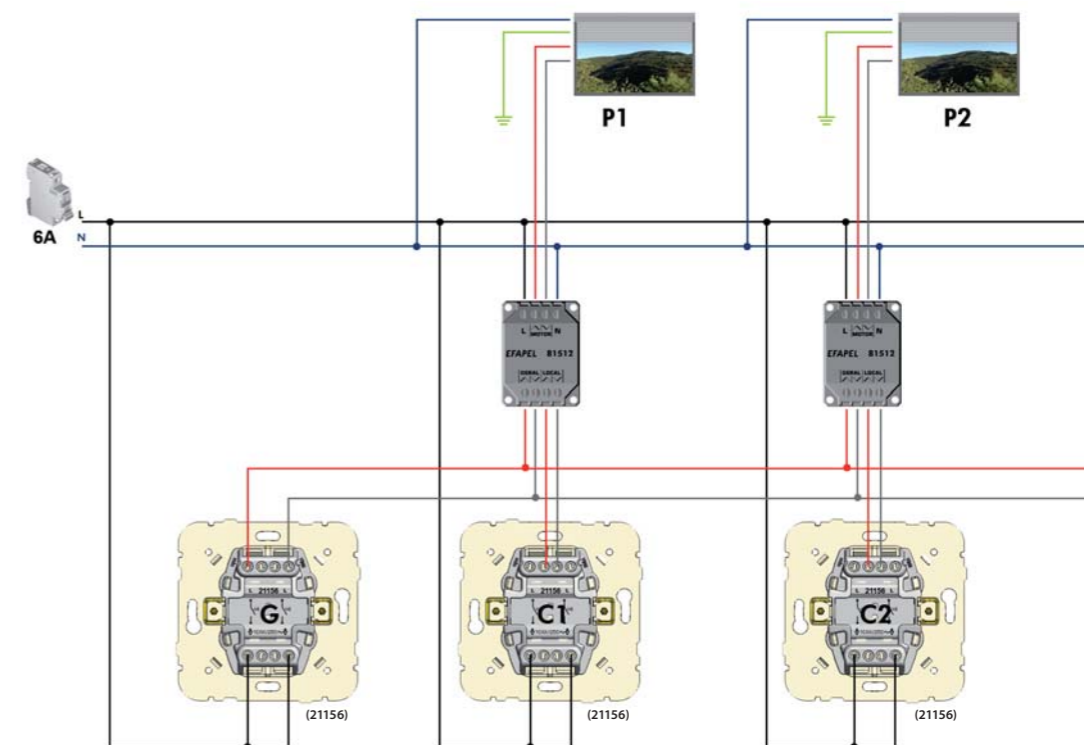 P1
P2
L
6A
N
L MOTOR N
EFAPEL 81512
GERAL LOCAL
L MOTOR N
EFAPEL 81512
GERAL LOCAL
L 21156 L
G
L 21156 L
C1
L 21156 L
C2
(21156)
(21156)
(21156)